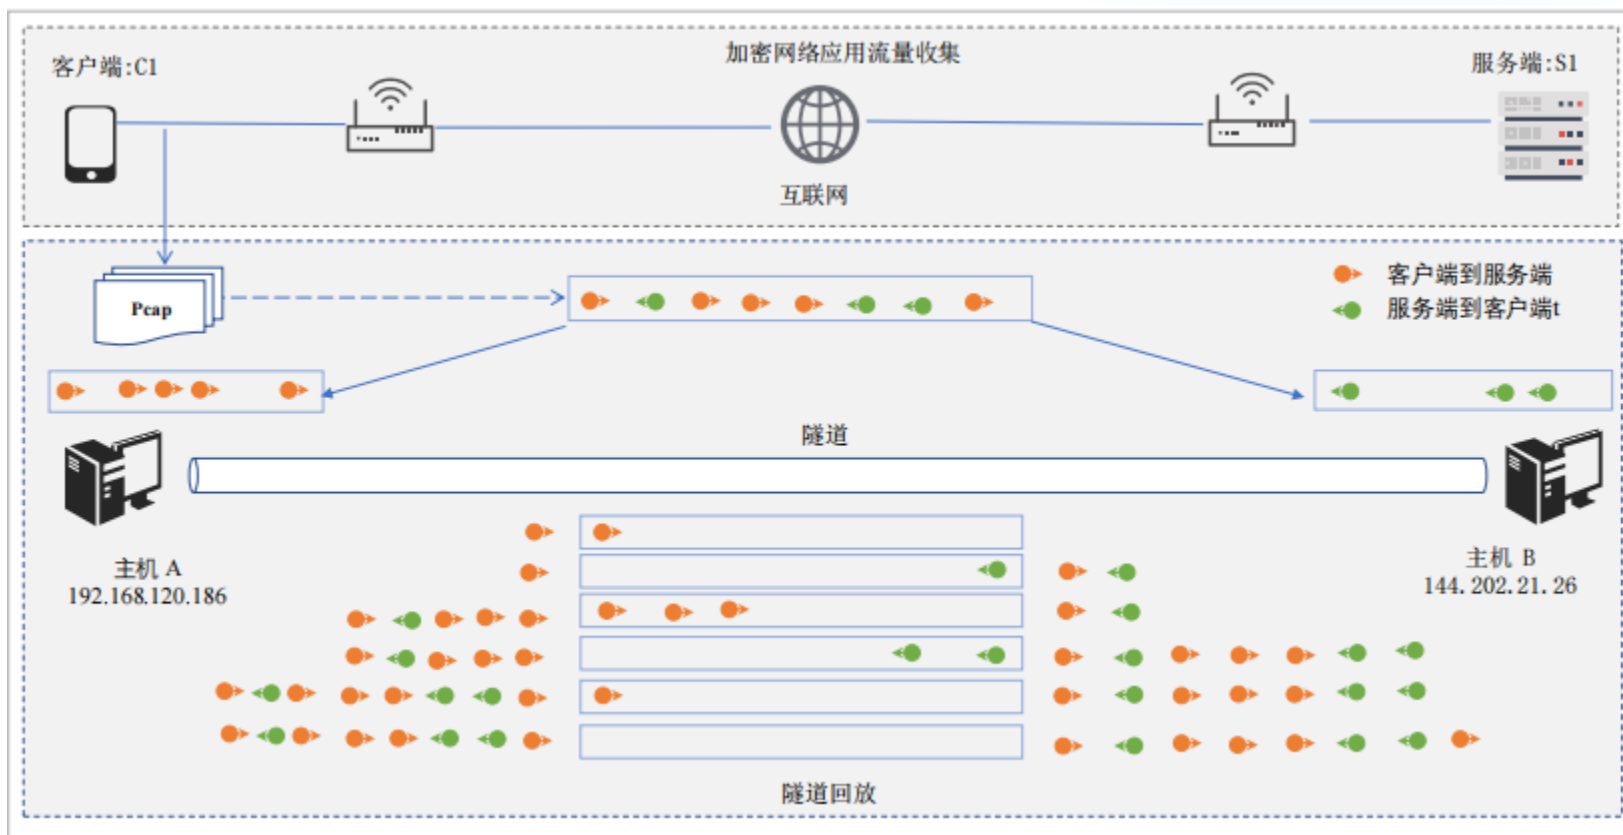 加密网络应用流量收集
客户端:C1
服务端:S1
互联网
Pcap
客户端到服务端
服务端到客户端t
隧道
主机 A
192.168.120.186
主机 B
144.202.21.26
隧道回放